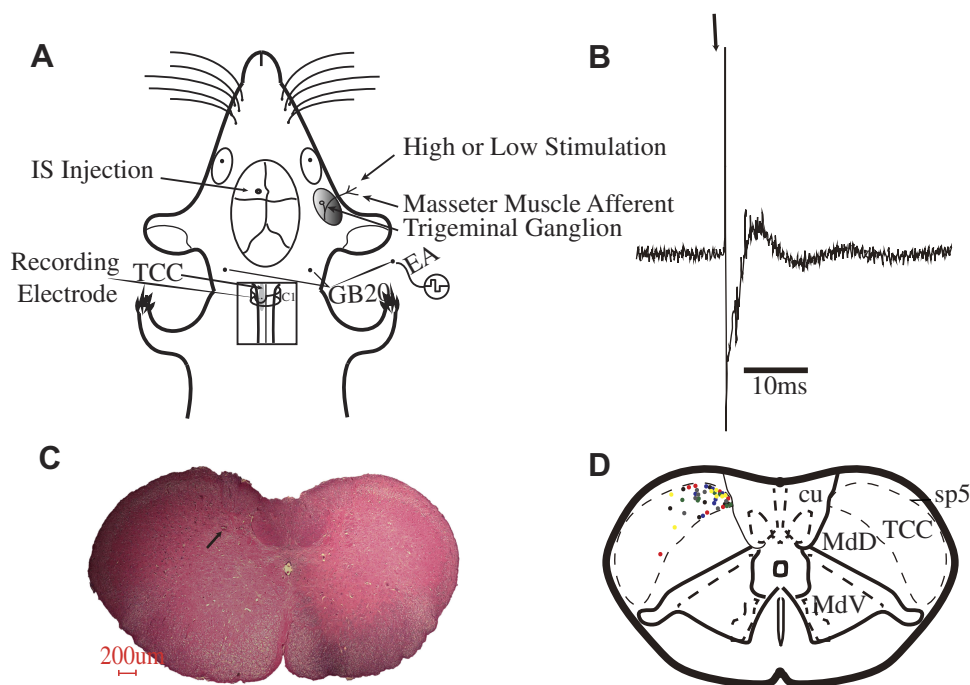 A
High or Low Stimulation
IS Injection
Masseter Muscle Afferent
Trigeminal Ganglion
Recording
Electrode
TCC
EA
GB20
C1
B
10ms
C
200um
D
cu
sp5
TCC
MdD
MdV